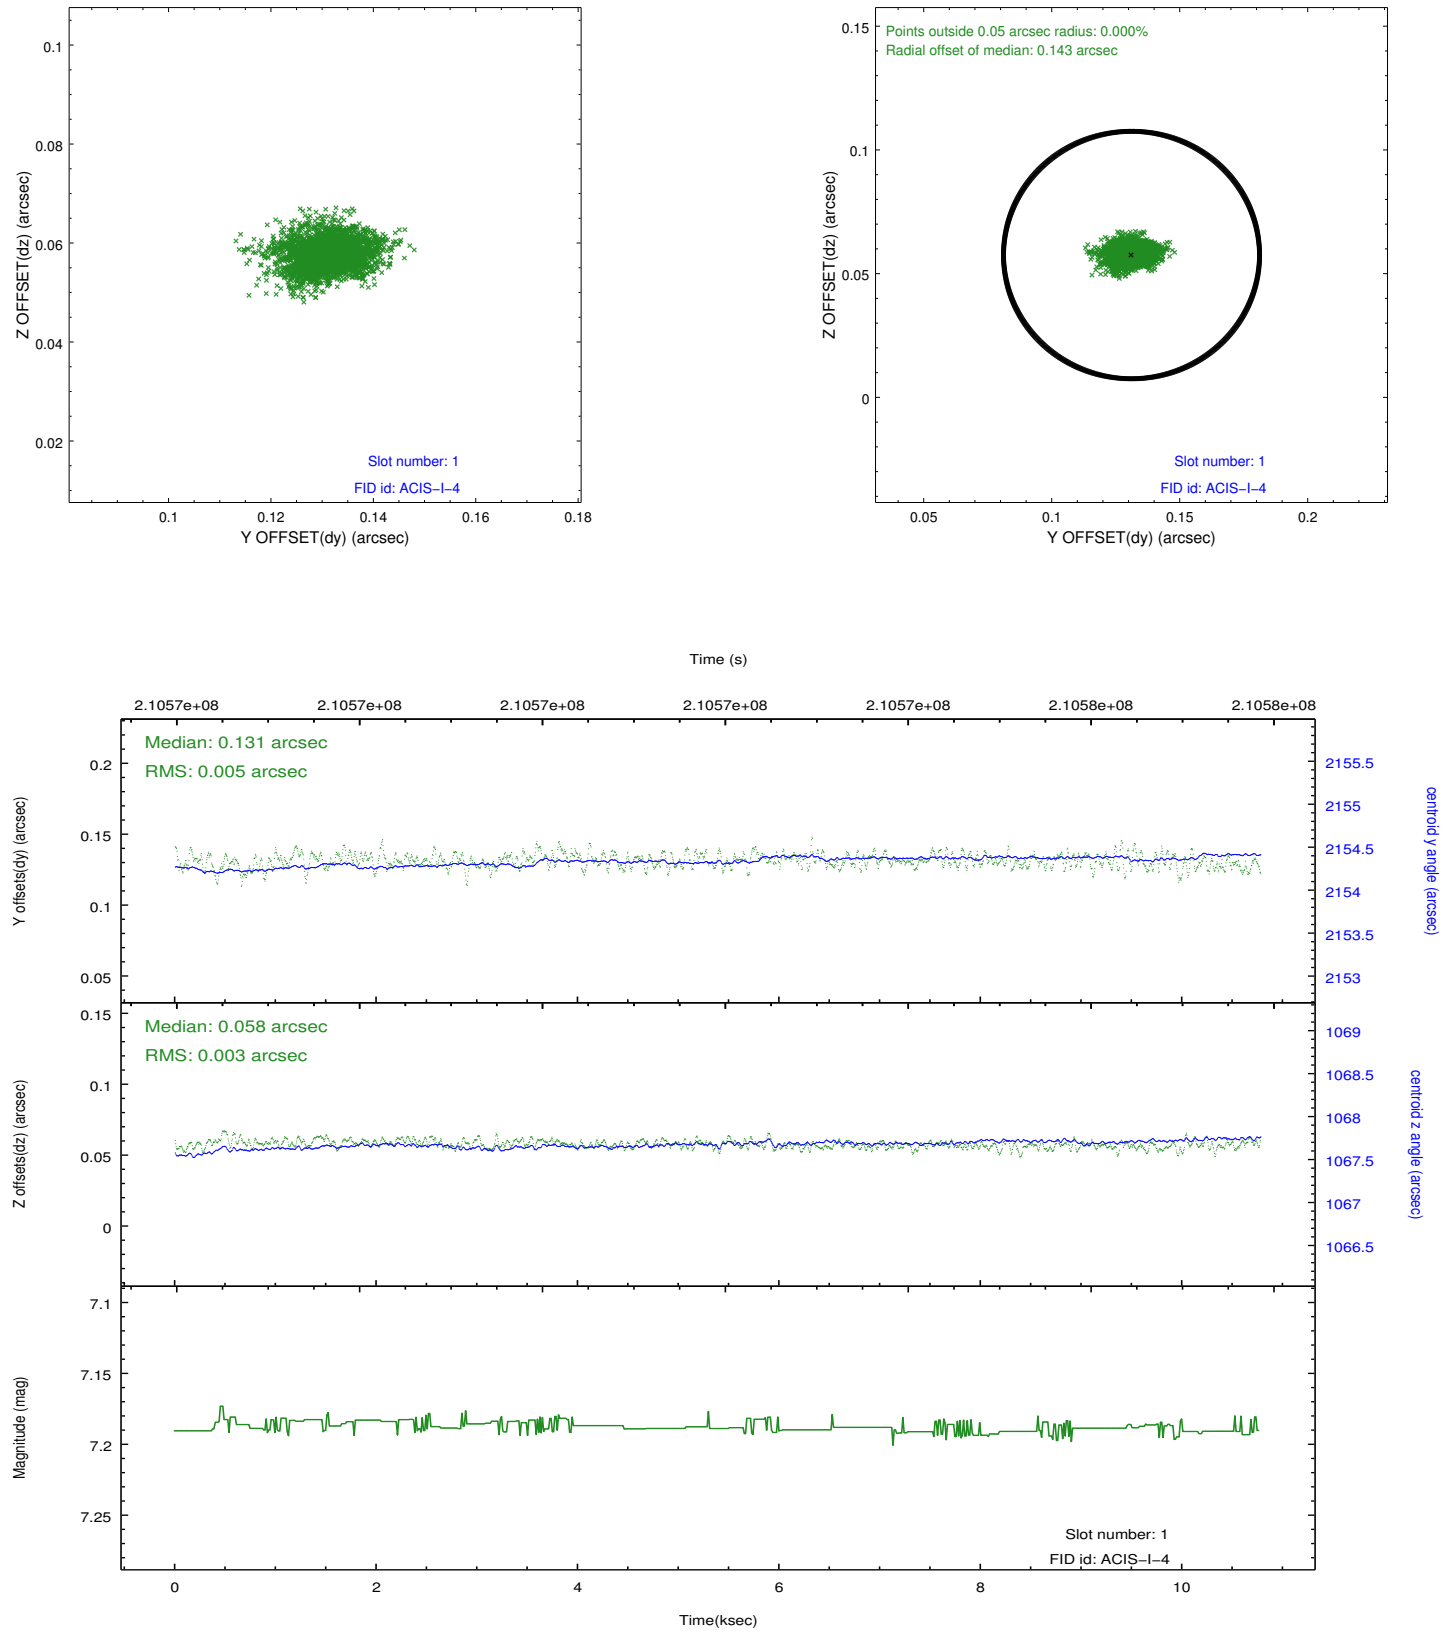 0.1
0.08
0.06
0.04
0.02
Z OFFSET(dz) (arcsec)
Slot number: 1
FID id: ACIS-I-4
0.1 0.12 0.14 0.16 0.18
Y OFFSET(dy) (arcsec)
Points outside 0.05 arcsec radius: 0.000%
Radial offset of median: 0.143 arcsec
0.15
0.1
0.05
0
Z OFFSET(dz) (arcsec)
Slot number: 1
FID id: ACIS-I-4
0.05 0.1 0.15 0.2
Y OFFSET(dy) (arcsec)
Time (s)
2.1057e+08 2.1057e+08 2.1057e+08 2.1057e+08 2.1057e+08 2.1058e+08 2.1058e+08
Median: 0.131 arcsec
RMS: 0.005 arcsec
0.2
0.15
0.1
0.05
Y offsets(dy) (arcsec)
2155.5
2155
2154.5
2154
2153.5
2153
centroid y angle (arcsec)
Median: 0.058 arcsec
RMS: 0.003 arcsec
0.15
0.1
0.05
0
Z offsets(dz) (arcsec)
1069
1068.5
1068
1067.5
1067
1066.5
centroid z angle (arcsec)
7.1
7.15
7.2
7.25
Magnitude (mag)
Slot number: 1
FID id: ACIS-I-4
0 2 4 6 8 10
Time(ksec)